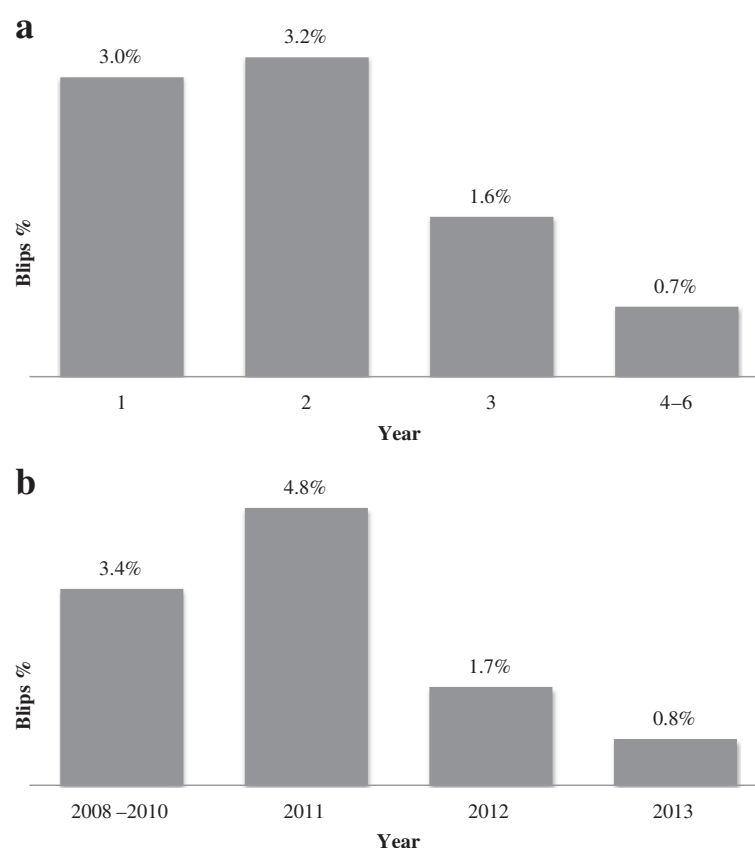 a
3.0%
3.2%
1.6%
0.7%
Blips %
1
2
3
4–6
Year
b
3.4%
4.8%
1.7%
0.8%
Blips %
2008 –2010
2011
2012
2013
Year